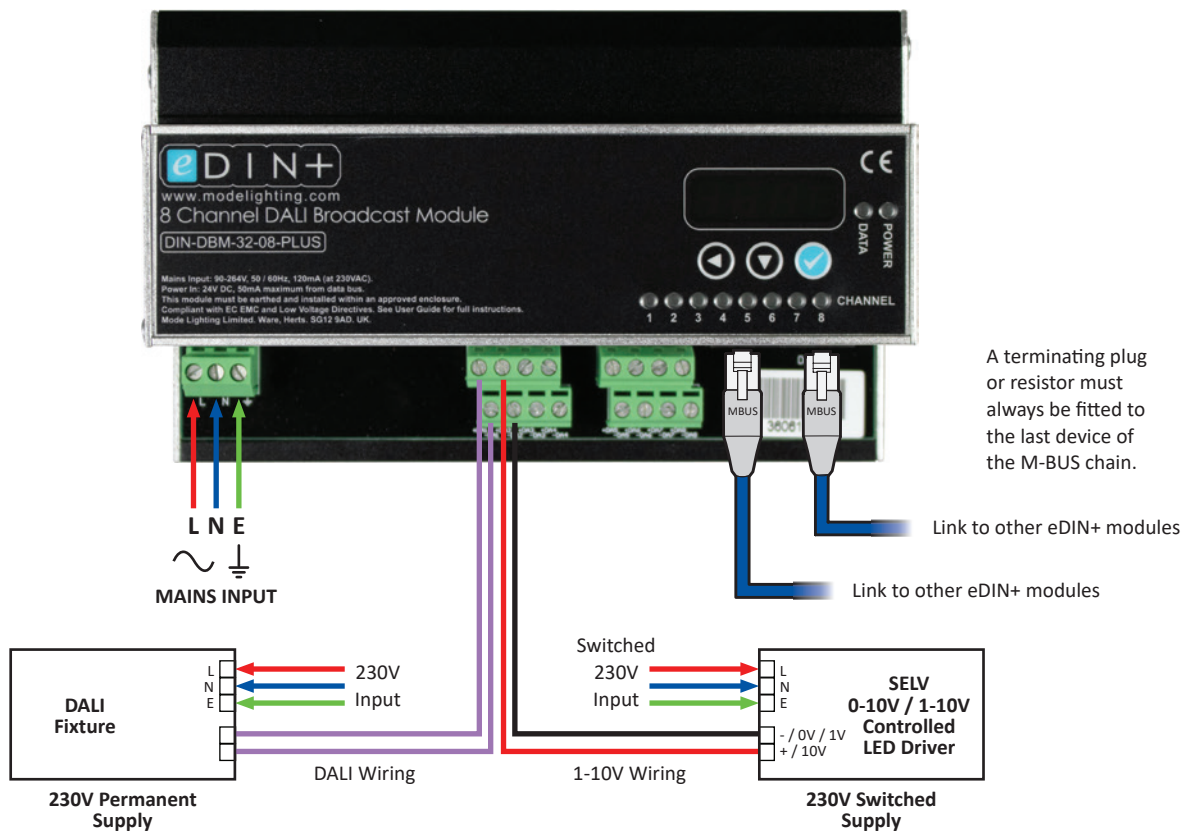 eDIN+
www.modelighting.com
8 Channel DALI Broadcast Module
DIN-DBM-32-08-PLUS
Mains Input: 90-264V, 50 / 60Hz, 120mA (at 230VAC).
Power In: 24V DC, 50mA maximum from data bus.
This module must be earthed and installed within an approved enclosure.
Compliant with EC EMC and Low Voltage Directives. See User Guide for full instructions.
Mode Lighting Limited. Ware, Herts. SG12 9AD. UK.
CE
DATA
POWER
CHANNEL
1 2 3 4 5 6 7 8
L N
MBUS
MBUS
A terminating plug
or resistor must
always be fitted to
the last device of
the M-BUS chain.
L N E
MAINS INPUT
Link to other eDIN+ modules
Link to other eDIN+ modules
DALI
Fixture
L
N
E
230V
Input
DALI Wiring
230V Permanent
Supply
Switched
230V
Input
1-10V Wiring
L
N
E
- / 0V / 1V
+ / 10V
SELV
0-10V / 1-10V
Controlled
LED Driver
230V Switched
Supply